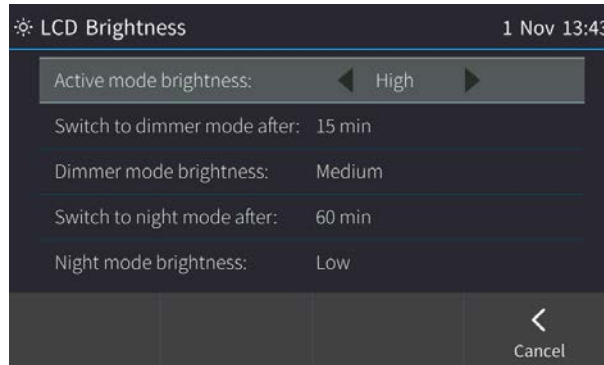 LCD Brightness 1 Nov 13:43
Active mode brightness: High
Switch to dimmer mode after: 15 min
Dimmer mode brightness: Medium
Switch to night mode after: 60 min
Night mode brightness: Low
Cancel